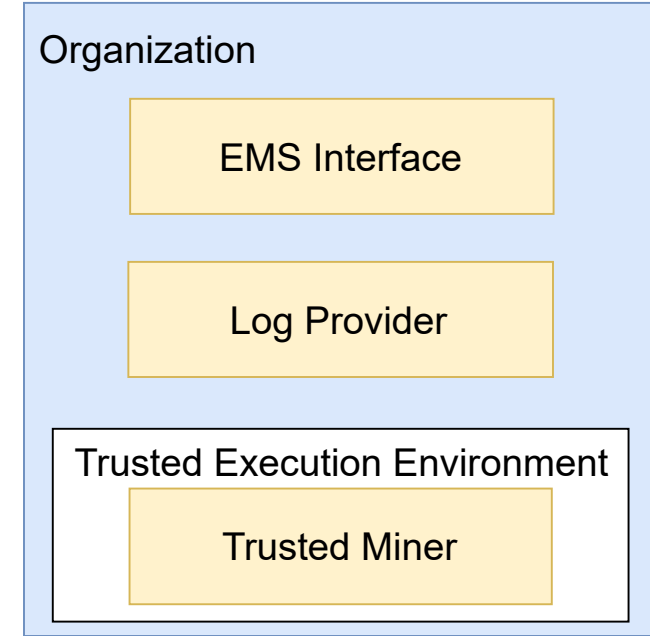 Organization
EMS Interface
Log Provider
Trusted Execution Environment
Trusted Miner